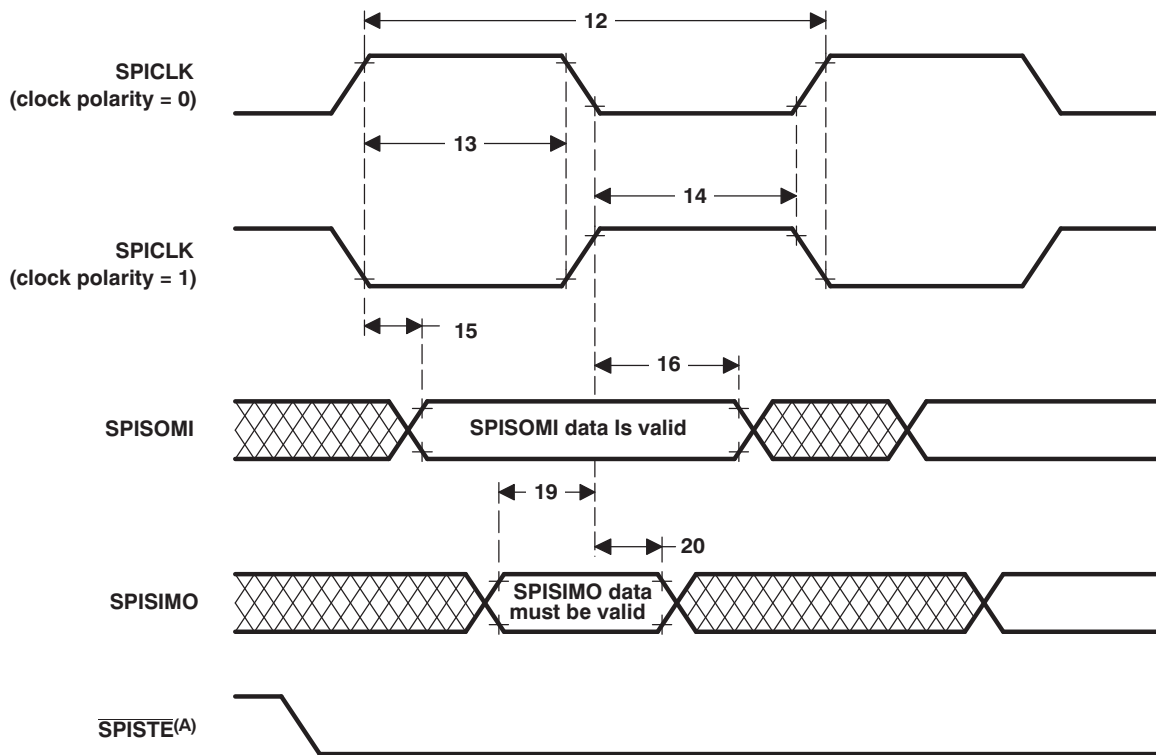 12
SPICLK
(clock polarity = 0)
13
14
SPICLK
(clock polarity = 1)
15
16
SPISOMI
SPISOMI data Is valid
19
20
SPISIMO
SPISIMO data
must be valid
SPISTE(A)